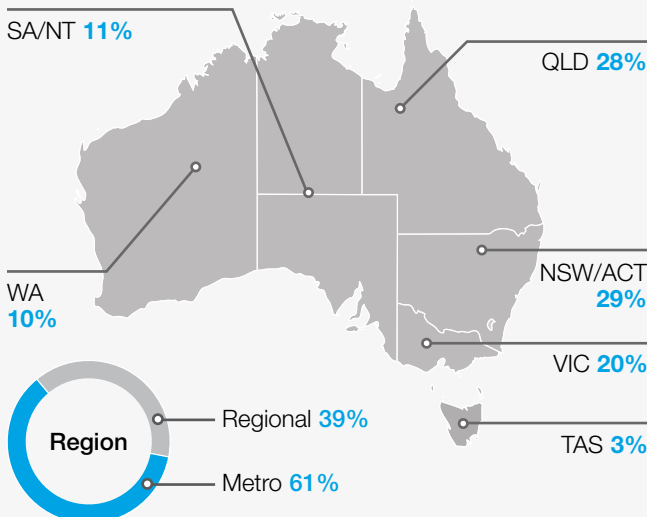 SA/NT 11%
QLD 28%
NSW/ACT
29%
WA
10%
VIC 20%
TAS 3%
Region
Regional 39%
Metro 61%